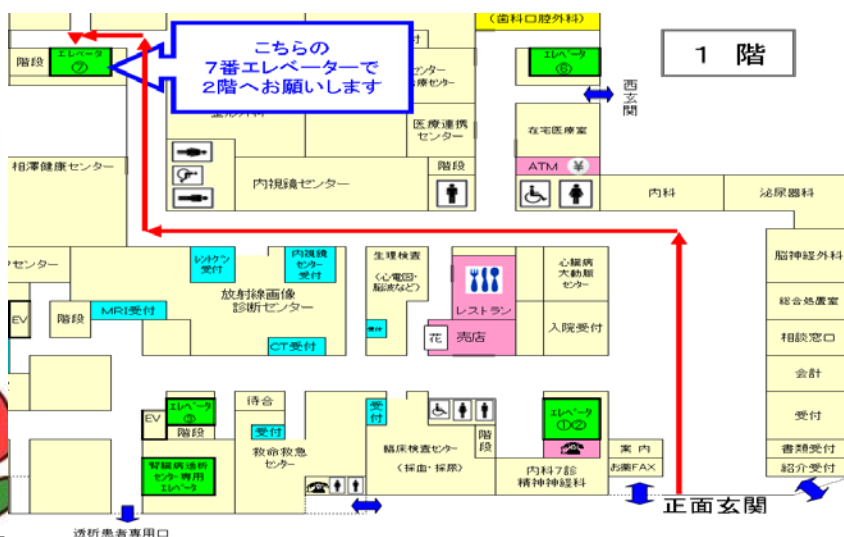 (歯科口腔外科)
1 階
こちらの
7番エレベーターで
2階へお願いします
階段
エレベータ
⑦
エレベータ
⑥
西玄関
医療連携
センター
在宅医療室
ATM ¥
相澤健康センター
内視鏡センター
階段
内科
泌尿器科
レントゲン
受付
内視鏡
センター
受付
生理検査
(心電図・
脳波など)
受付
レストラン
花
売店
心臓病
大動脈
センター
入院受付
脳神経外科
総合処置室
相談窓口
会計
受付
書類受付
紹介受付
放射線画像
診断センター
EV
階段
MRI受付
CT受付
エレベータ
③
EV
階段
待合
受付
救命救急
センター
受付
臨床検査センター
(採血・採尿)
階段
エレベータ
①②
内科7診
精神神経科
案内
お薬FAX
腎臓病透析
センター専用
エレベータ
正面玄関
透析患者専用口